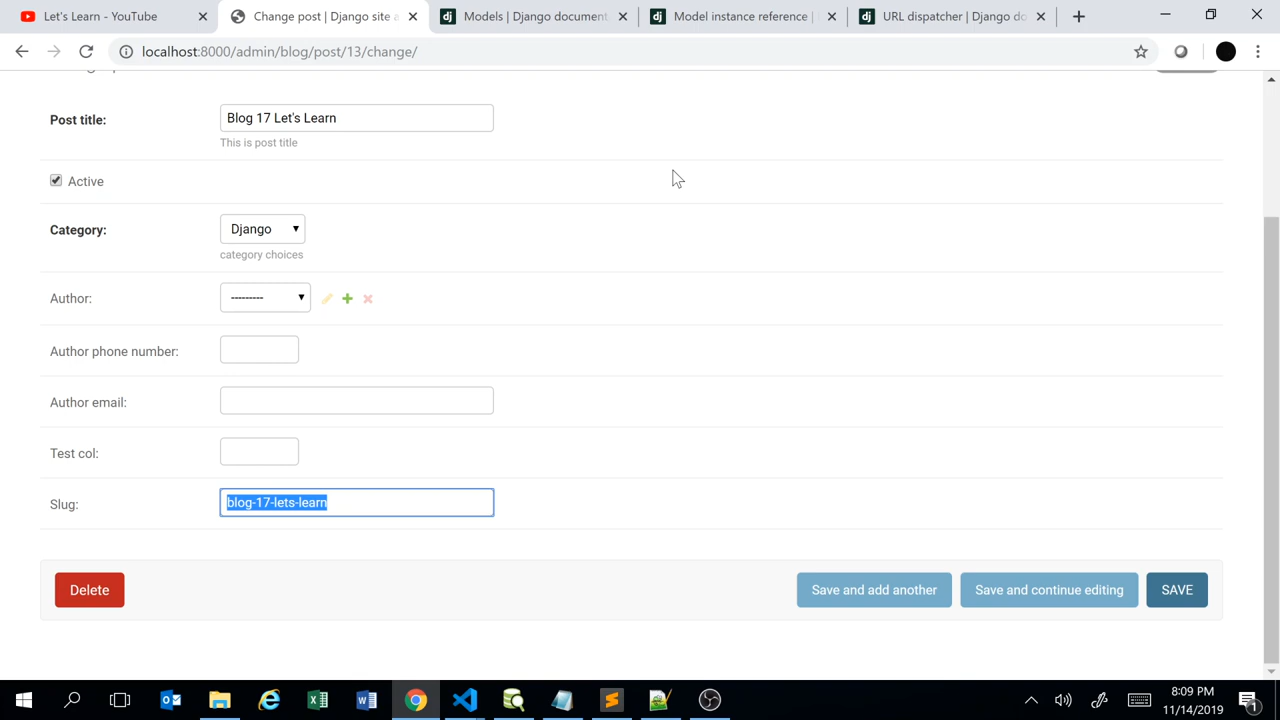 Let's Learn - YouTube
Change post | Django site a
Models | Django document
Model instance reference |
URL dispatcher | Django do
localhost:8000/admin/blog/post/13/change/
Post title:
Blog 17 Let's Learn
This is post title
Active
Category:
Django
category choices
Author:
---------
Author phone number:
Author email:
Test col:
Slug:
blog-17-lets-learn
Delete
Save and add another
Save and continue editing
SAVE
8:09 PM
11/14/2019
1